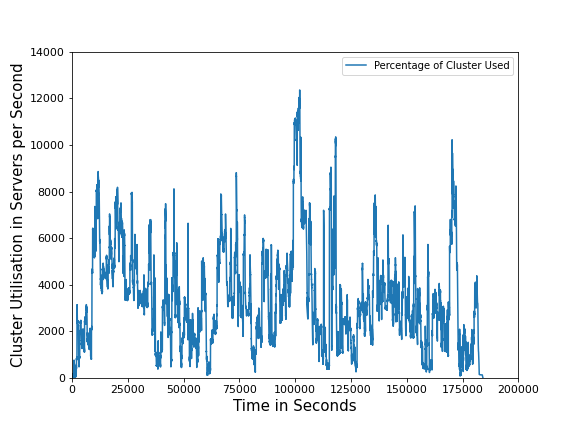 14000
12000
10000
8000
6000
4000
2000
0
Cluster Utilisation in Servers per Second
Percentage of Cluster Used
0 25000 50000 75000 100000 125000 150000 175000 200000
Time in Seconds